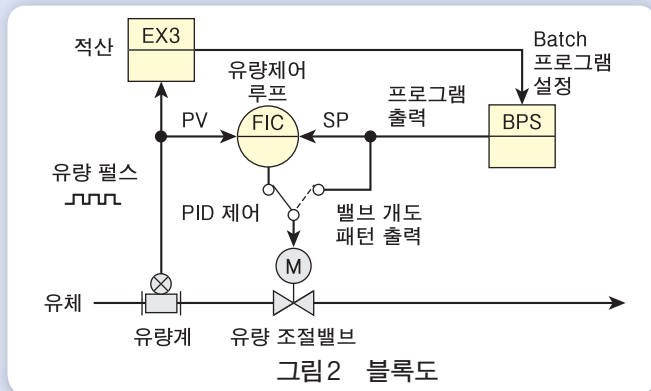 적산
EX3
유량제어
루프
Batch
프로그램
설정
프로그램
출력
PV
FIC
SP
BPS
유량 펄스
PID 제어
밸브 개도
패턴 출력
M
유체
유량계
유량 조절밸브
그림2 블록도